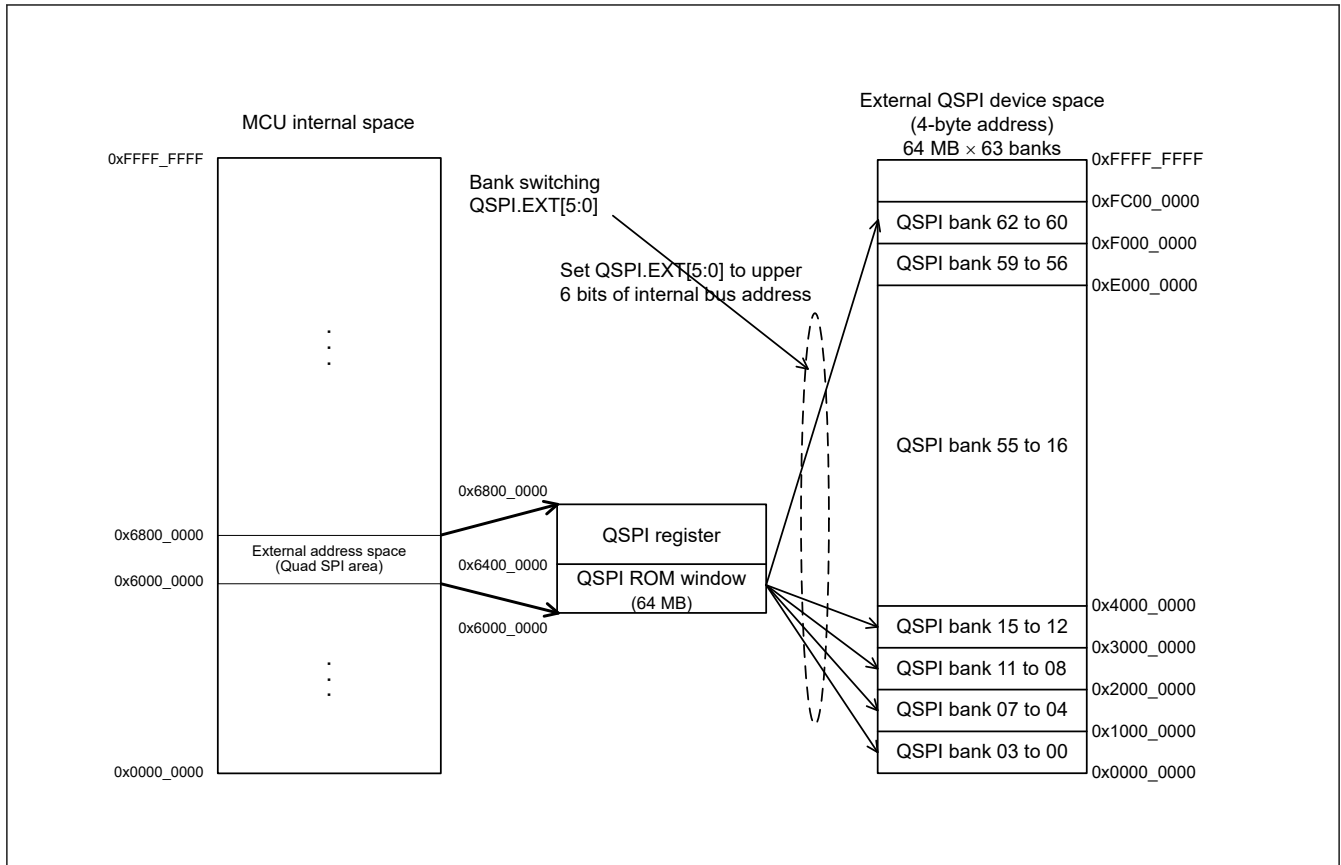 MCU internal space
0xFFFF_FFFF
.
.
.
0x6800_0000
External address space
(Quad SPI area)
0x6000_0000
.
.
.
0x0000_0000
Bank switching
QSPI.EXT[5:0]
Set QSPI.EXT[5:0] to upper
6 bits of internal bus address
0x6800_0000
QSPI register
0x6400_0000
QSPI ROM window
(64 MB)
0x6000_0000
External QSPI device space
(4-byte address)
64 MB × 63 banks
0xFFFF_FFFF
0xFC00_0000
QSPI bank 62 to 60
0xF000_0000
QSPI bank 59 to 56
0xE000_0000
QSPI bank 55 to 16
0x4000_0000
QSPI bank 15 to 12
0x3000_0000
QSPI bank 11 to 08
0x2000_0000
QSPI bank 07 to 04
0x1000_0000
QSPI bank 03 to 00
0x0000_0000